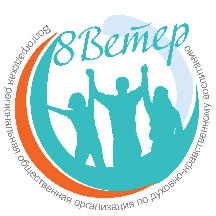 8Ветер
Волгоградская региональная общественная организация по духовно-нравственному воспитанию